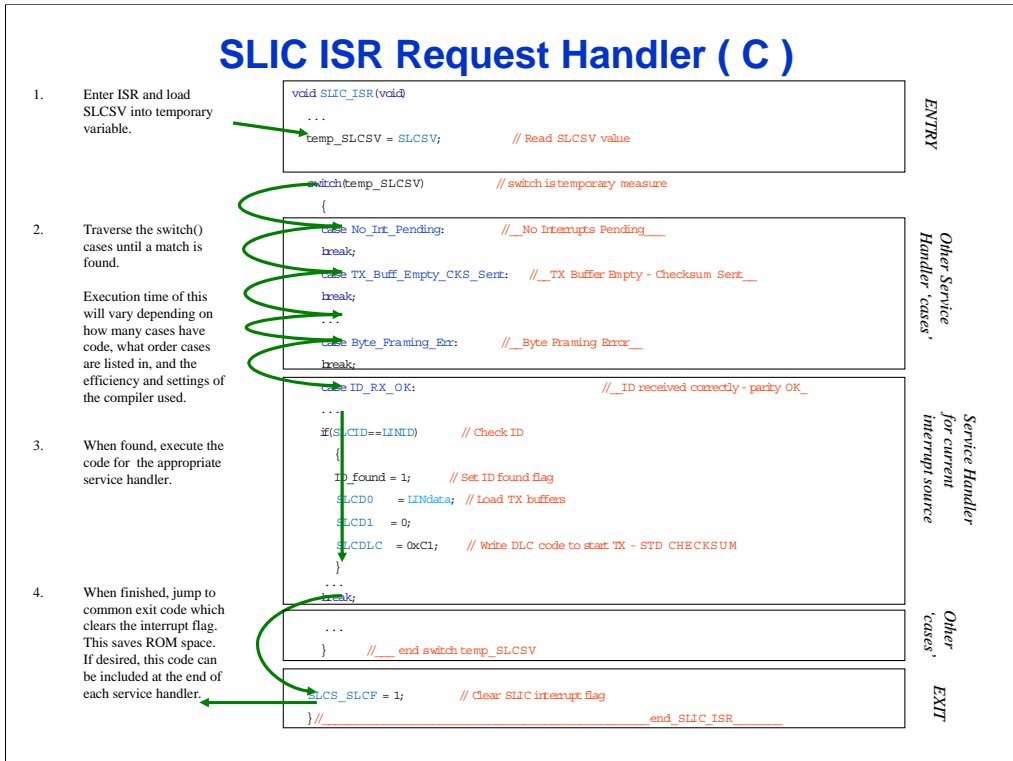 SLIC ISR Request Handler ( C )
1. Enter ISR and load
SLCSV into temporary
variable.
void SLIC_ISR(void)
...
temp_SLCSV = SLCSV; // Read SLCSV value
ENTRY
switch(temp_SLCSV) // switch is temporary measure
{
2. Traverse the switch()
cases until a match is
found.
Execution time of this
will vary depending on
how many cases have
code, what order cases
are listed in, and the
efficiency and settings of
the compiler used.
case No_Int_Pending: //__No Interrupts Pending___
break;
case TX_Buff_Empty_CKS_Sent: //__TX Buffer Empty - Checksum Sent__
break;
...
case Byte_Framing_Err: //__Byte Framing Error__
break;
Other Service
Handler ‘cases’
case ID_RX_OK: //__ID received correctly - parity OK_
...
if(SLCID==LINID) // Check ID
{
ID_found = 1; // Set ID found flag
SLCD0 = LINdata; // Load TX buffers
SLCD1 = 0;
SLCDLC = 0xC1; // Write DLC code to start TX - STD CHECKSUM
}
...
break;
3. When found, execute the
code for the appropriate
service handler.
Service Handler
for current
interrupt source
4. When finished, jump to
common exit code which
clears the interrupt flag.
This saves ROM space.
If desired, this code can
be included at the end of
each service handler.
...
} //___ end switch temp_SLCSV
Other
‘cases’
SLCS_SLCF = 1; // Clear SLIC interrupt flag
} //_______________________________________________end_SLIC_ISR_______
EXIT